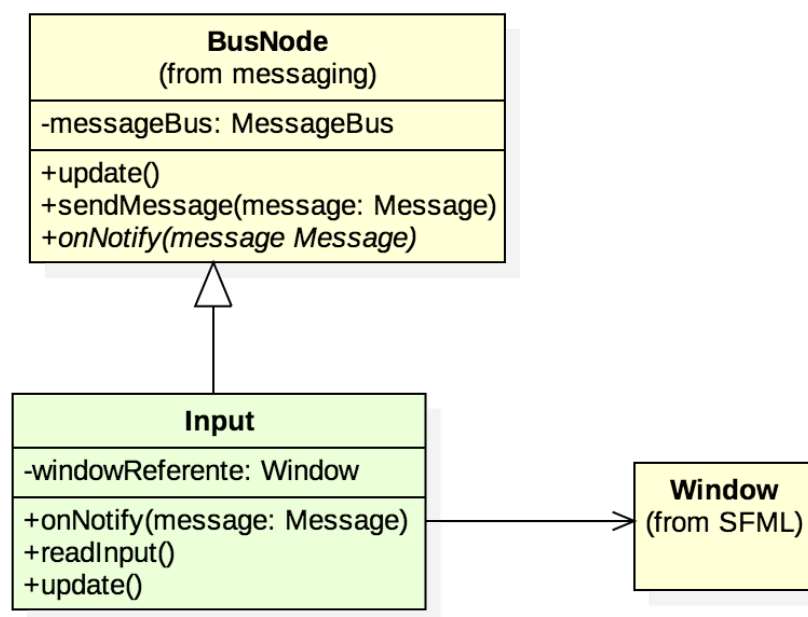 BusNode
(from messaging)
-messageBus: MessageBus
+update()
+sendMessage(message: Message)
+onNotify(message Message)
Input
-windowReferente: Window
+onNotify(message: Message)
+readInput()
+update()
Window
(from SFML)